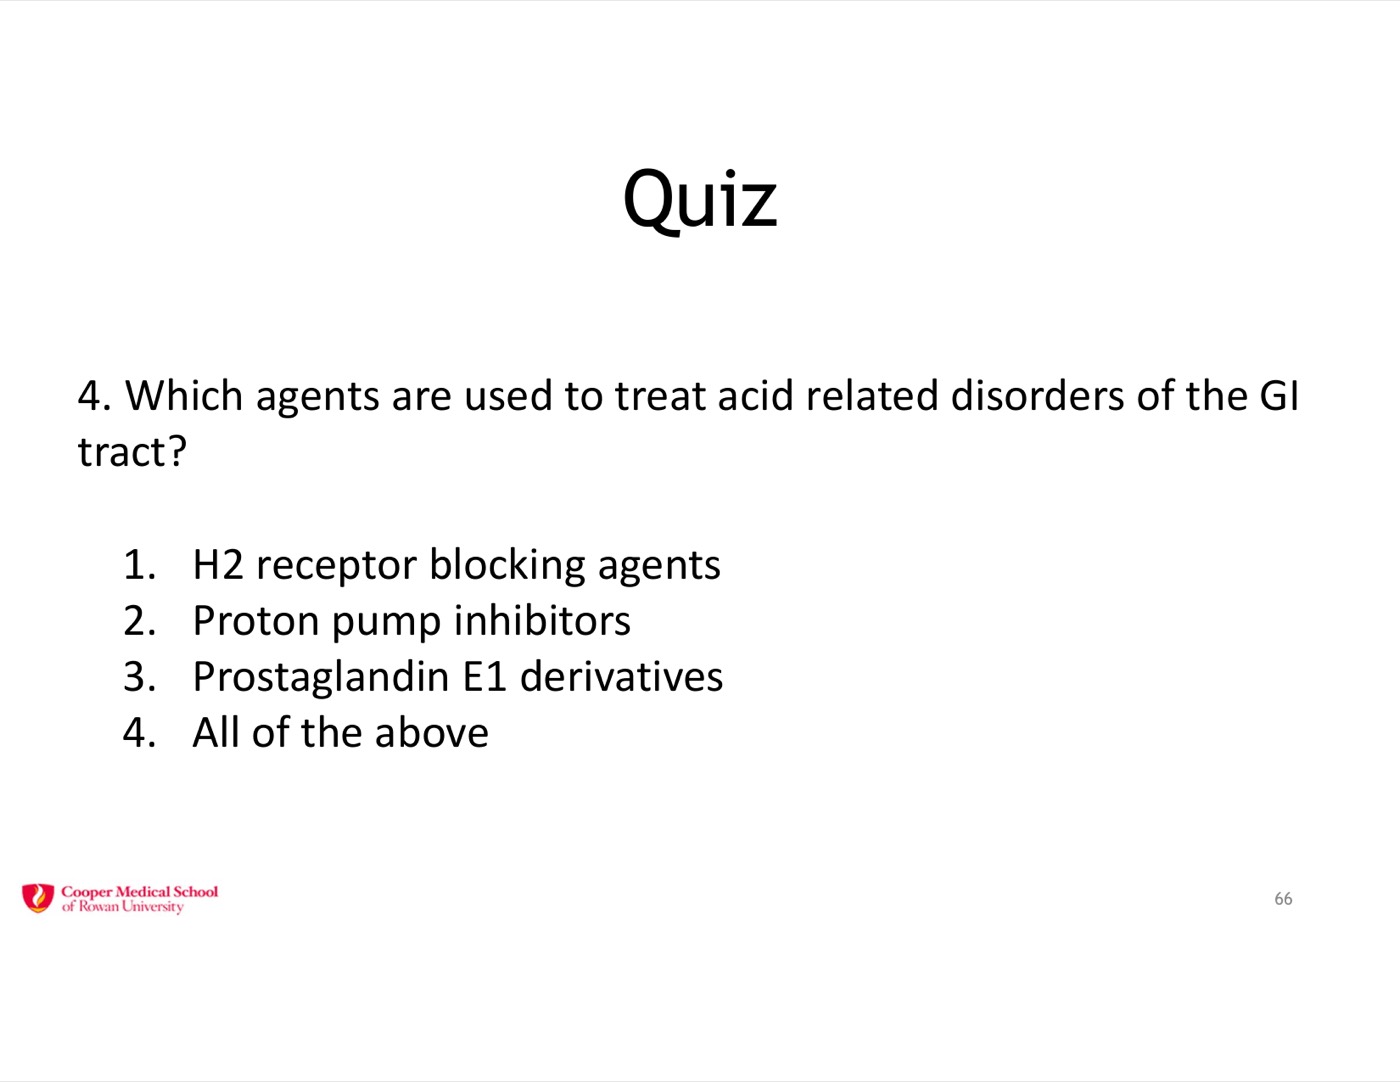 Quiz
4. Which agents are used to treat acid related disorders of the GI
tract?
1. H2 receptor blocking agents
2. Proton pump inhibitors
3. Prostaglandin E1 derivatives
4. All of the above
Cooper Medical School
of Rowan University
66